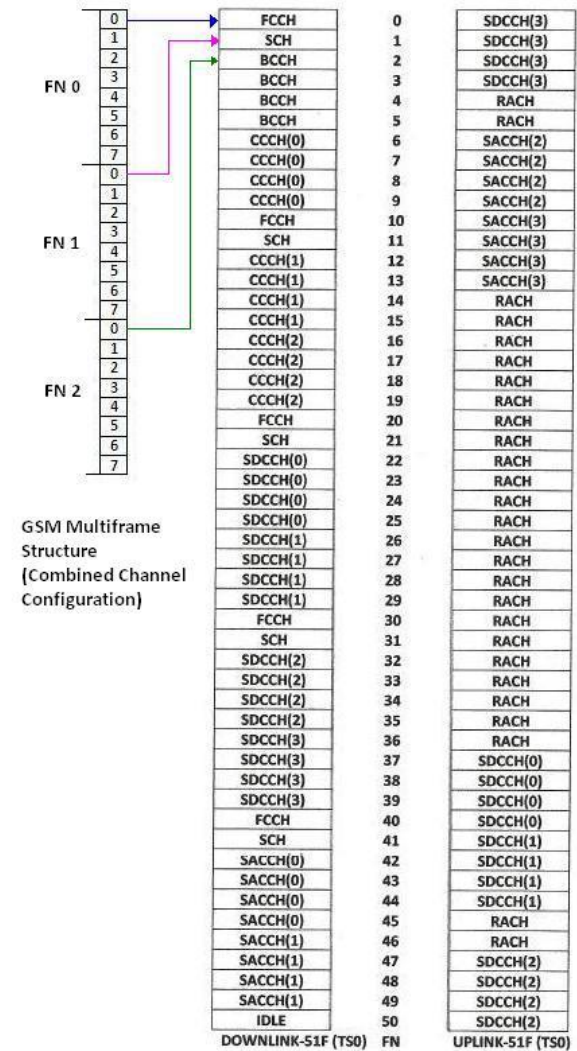 0 FCCH 0 SDCCH(3)
1 SCH 1 SDCCH(3)
2 BCCH 2 SDCCH(3)
3 BCCH 3 SDCCH(3)
FN 0
4 BCCH 4 RACH
5 BCCH 5 RACH
6 CCCH(0) 6 SACCH(2)
7 CCCH(0) 7 SACCH(2)
0 CCCH(0) 8 SACCH(2)
1 CCCH(0) 9 SACCH(2)
2 FCCH 10 SACCH(3)
FN 1
3 SCH 11 SACCH(3)
4 CCCH(1) 12 SACCH(3)
5 CCCH(1) 13 SACCH(3)
6 CCCH(1) 14 RACH
7 CCCH(1) 15 RACH
0 CCCH(2) 16 RACH
1 CCCH(2) 17 RACH
2 CCCH(2) 18 RACH
3 CCCH(2) 19 RACH
FN 2
4 FCCH 20 RACH
5 SCH 21 RACH
6 SDCCH(0) 22 RACH
7 SDCCH(0) 23 RACH
SDCCH(0) 24 RACH
SDCCH(0) 25 RACH
GSM Multiframe
SDCCH(1) 26 RACH
Structure
SDCCH(1) 27 RACH
(Combined Channel
SDCCH(1) 28 RACH
Configuration)
SDCCH(1) 29 RACH
FCCH 30 RACH
SCH 31 RACH
SDCCH(2) 32 RACH
SDCCH(2) 33 RACH
SDCCH(2) 34 RACH
SDCCH(2) 35 RACH
SDCCH(3) 36 RACH
SDCCH(3) 37 SDCCH(0)
SDCCH(3) 38 SDCCH(0)
SDCCH(3) 39 SDCCH(0)
FCCH 40 SDCCH(0)
SCH 41 SDCCH(1)
SACCH(0) 42 SDCCH(1)
SACCH(0) 43 SDCCH(1)
SACCH(0) 44 SDCCH(1)
SACCH(0) 45 RACH
SACCH(1) 46 RACH
SACCH(1) 47 SDCCH(2)
SACCH(1) 48 SDCCH(2)
SACCH(1) 49 SDCCH(2)
IDLE 50 SDCCH(2)
DOWNLINK-51F (TS0) FN UPLINK-51F (TS0)